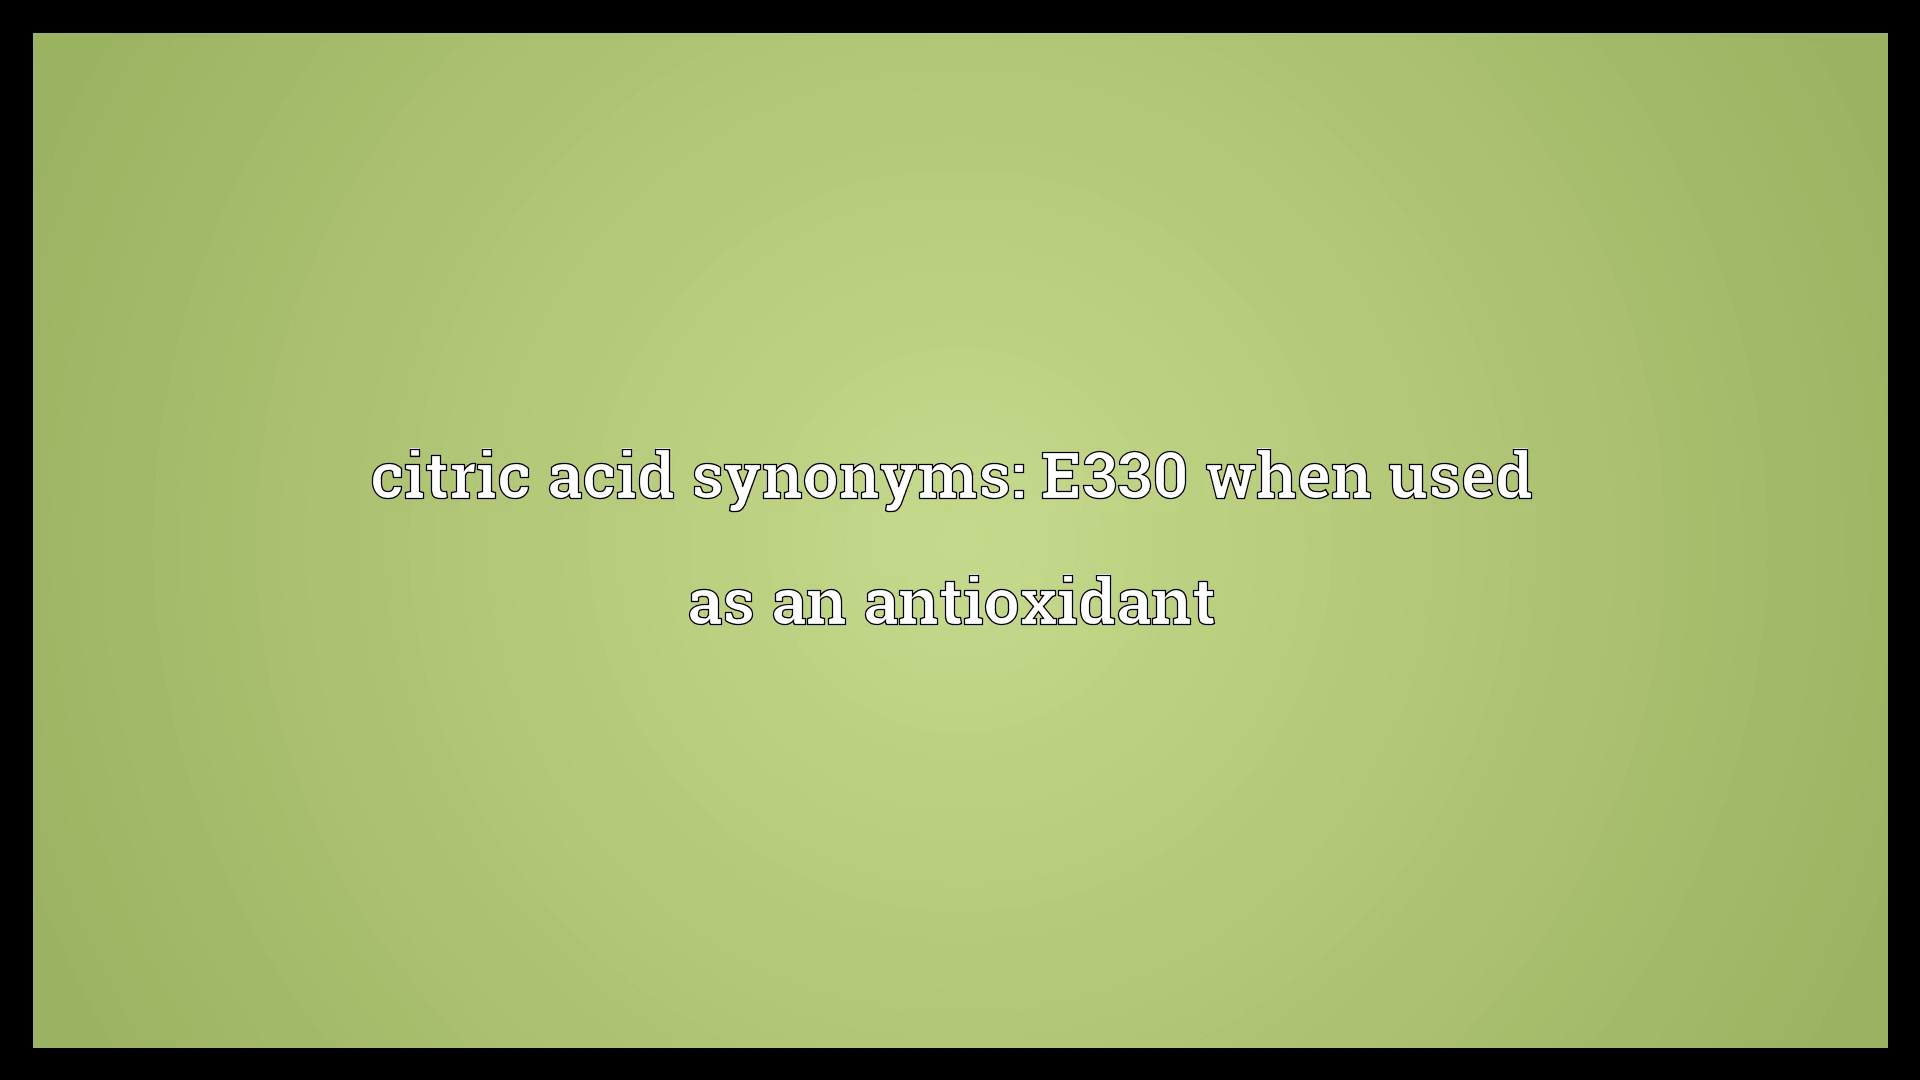 citric acid synonyms: E330 when used
as an antioxidant